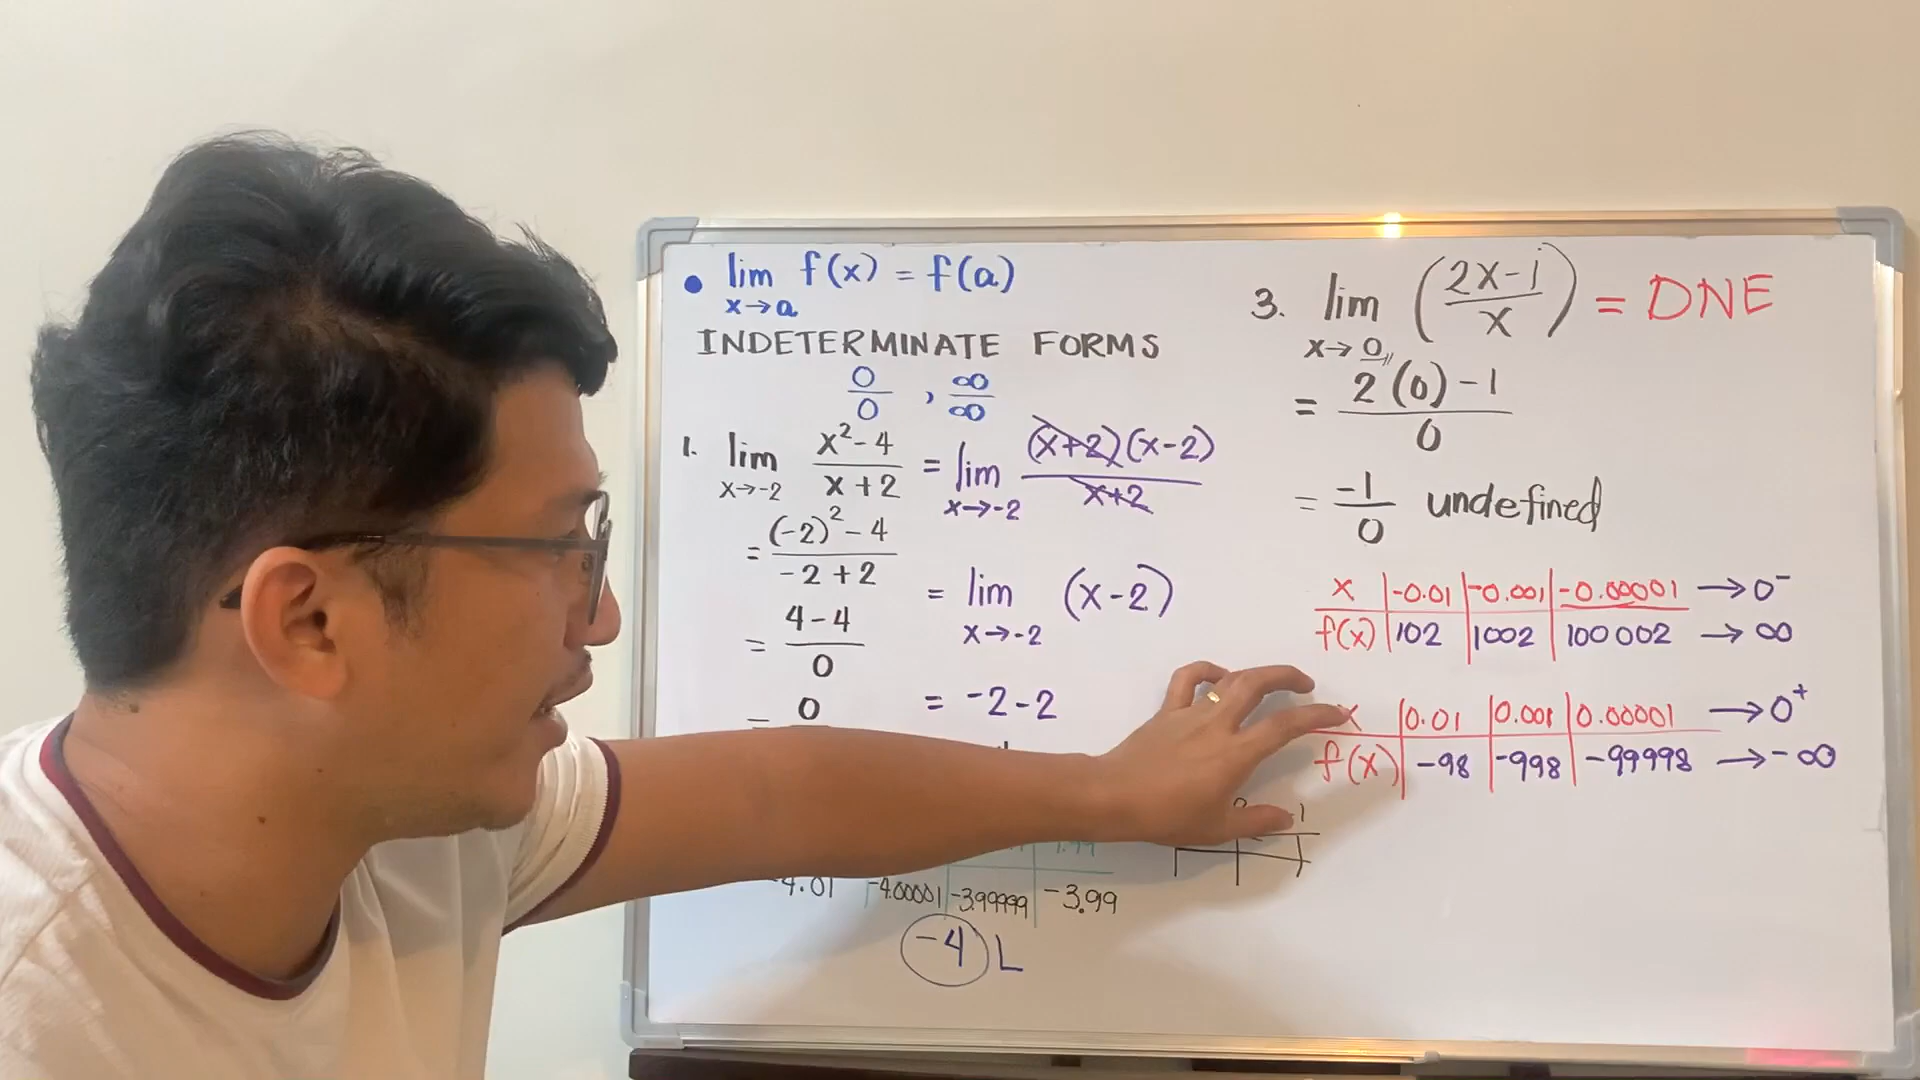 • lim f(x) = f(a)
x→a
INDETERMINATE FORMS
0/0 , ∞/∞
1. lim x²-4 / x+2 = lim (x+2)(x-2) / x+2
x→-2 x→-2
= (-2)²-4 / -2+2
= lim (x-2)
x→-2
= 4-4 / 0
= -2-2
0
-4.01 -4.00001 -3.99999 -3.99
-4 L
3. lim (2x-1 / x) = DNE
x→0
= 2(0)-1 / 0
= -1/0 undefined
x -0.01 -0.001 -0.00001 → 0⁻
f(x) 102 1002 100002 → ∞
x 0.01 0.001 0.00001 → 0⁺
f(x) -98 -998 -99998 → -∞